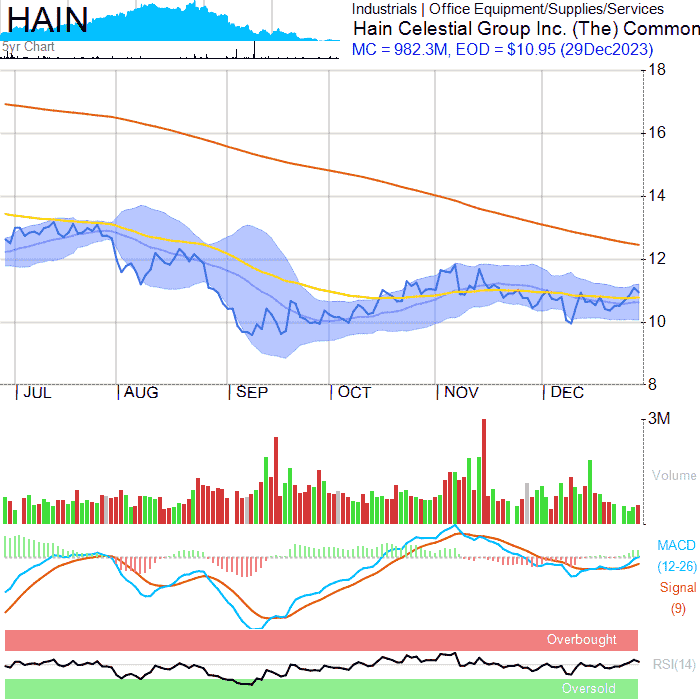 HAIN
5yr Chart
Industrials | Office Equipment/Supplies/Services
Hain Celestial Group Inc. (The) Common
MC = 982.3M, EOD = $10.95 (29Dec2023)
18
16
14
12
10
8
JUL AUG SEP OCT NOV DEC
3M
Volume
MACD
(12-26)
Signal
(9)
Overbought
RSI(14)
Oversold